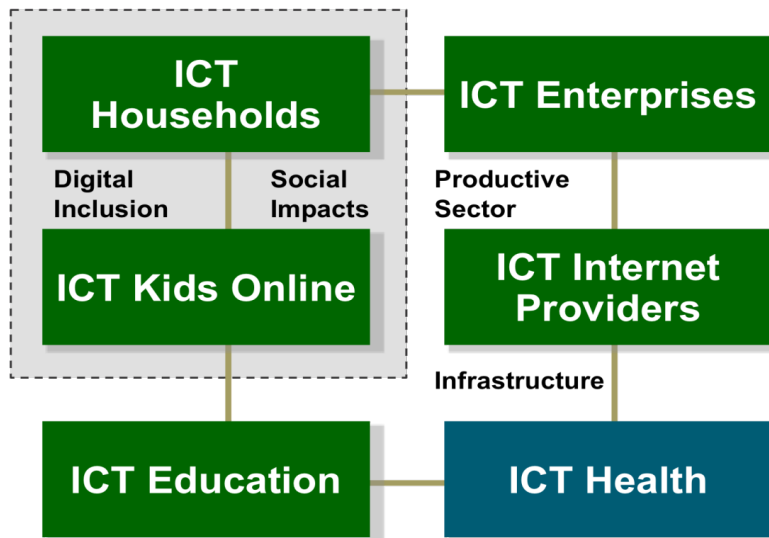 ICT
Households
ICT Enterprises
Digital
Inclusion
Social
Impacts
Productive
Sector
ICT Kids Online
ICT Internet
Providers
Infrastructure
ICT Education
ICT Health